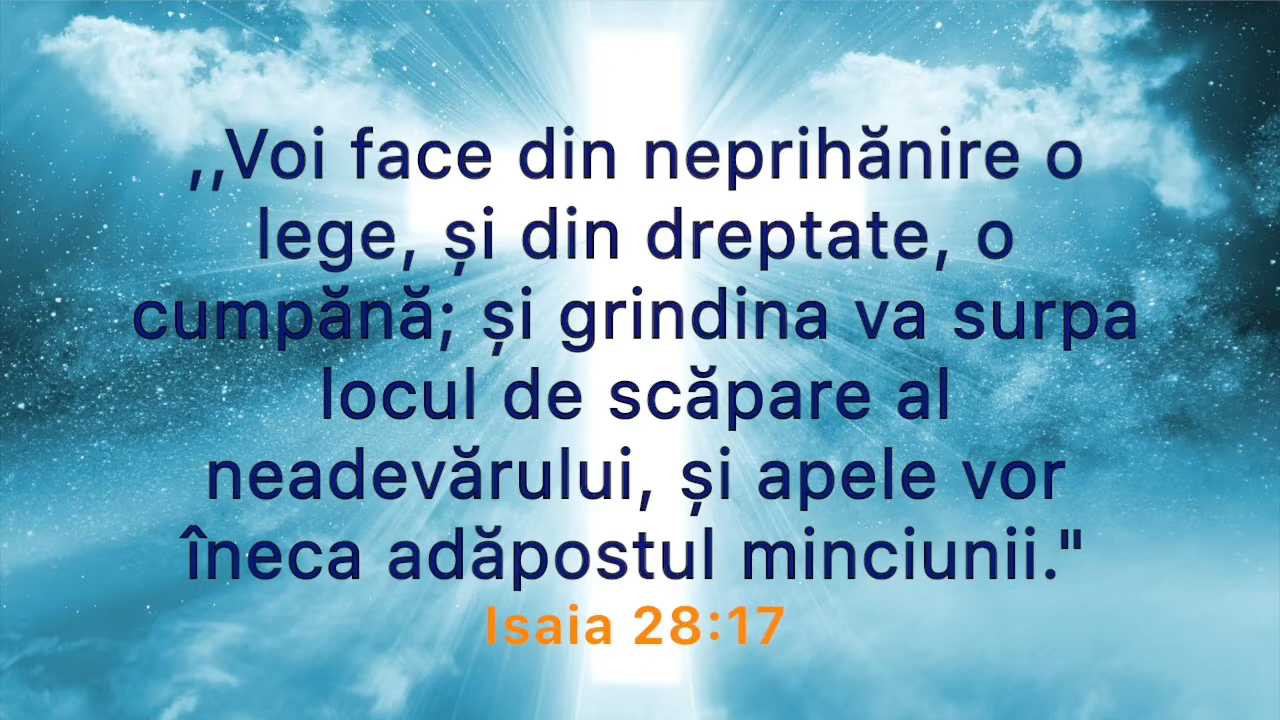 ,,Voi face din neprihănire o
lege, și din dreptate, o
cumpănă; și grindina va surpa
locul de scăpare al
neadevărului, și apele vor
îneca adăpostul minciunii."
Isaia 28:17